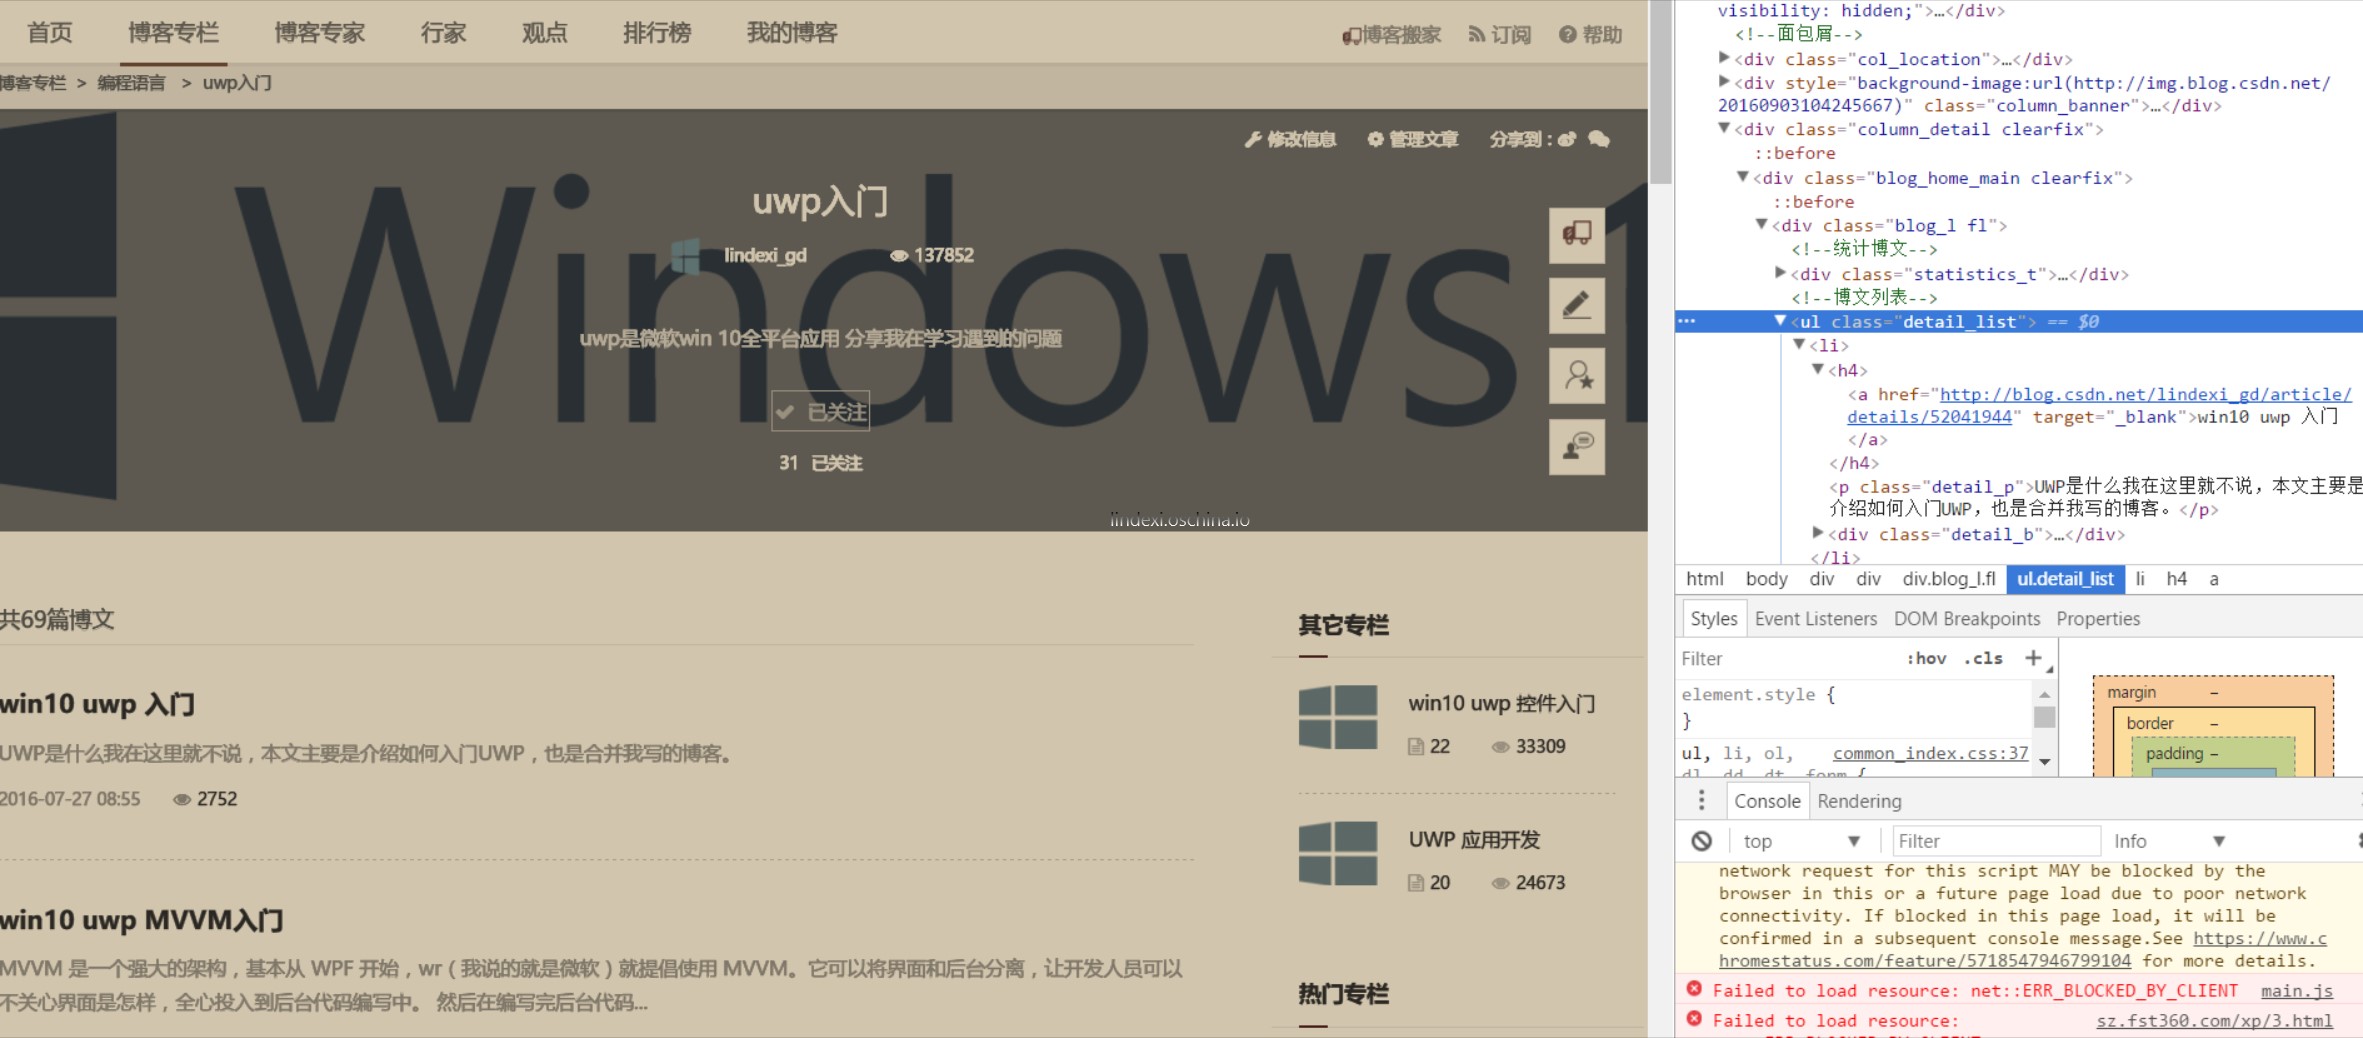 首页 博客专栏 博客专家 行家 观点 排行榜 我的博客 博客搬家 订阅 帮助
博客专栏 > 编程语言 > uwp入门
修改信息 管理文章 分享到：
Windows 1
uwp入门
lindexi_gd 137852
uwp是微软win 10全平台应用 分享我在学习遇到的问题
已关注
31 已关注
lindexi.oschina.io
共69篇博文
win10 uwp 入门
UWP是什么我在这里就不说，本文主要是介绍如何入门UWP，也是合并我写的博客。
2016-07-27 08:55 2752
win10 uwp MVVM入门
MVVM 是一个强大的架构，基本从 WPF 开始，wr（我说的就是微软）就提倡使用 MVVM。它可以将界面和后台分离，让开发人员可以
不关心界面是怎样，全心投入到后台代码编写中。 然后在编写完后台代码...
其它专栏
win10 uwp 控件入门
22 33309
UWP 应用开发
20 24673
热门专栏
visibility: hidden;">…</div>
<!--面包屑-->
<div class="col_location">…</div>
<div style="background-image:url(http://img.blog.csdn.net/
20160903104245667)" class="column_banner">…</div>
<div class="column_detail clearfix">
::before
<div class="blog_home_main clearfix">
::before
<div class="blog_l fl">
<!--统计博文-->
<div class="statistics_t">…</div>
<!--博文列表-->
… <ul class="detail_list"> == $0
<li>
<h4>
<a href="http://blog.csdn.net/lindexi_gd/article/
details/52041944" target="_blank">win10 uwp 入门
</a>
</h4>
<p class="detail_p">UWP是什么我在这里就不说，本文主要是
介绍如何入门UWP，也是合并我写的博客。</p>
<div class="detail_b">…</div>
</li>
html body div div div.blog_l.fl ul.detail_list li h4 a
Styles Event Listeners DOM Breakpoints Properties
Filter :hov .cls +
element.style {
}
ul, li, ol, common_index.css:37
dl, dd, dt, form {
margin –
border –
padding –
Console Rendering
top Filter Info
network request for this script MAY be blocked by the
browser in this or a future page load due to poor network
connectivity. If blocked in this page load, it will be
confirmed in a subsequent console message.See https://www.c
hromestatus.com/feature/5718547946799104 for more details.
Failed to load resource: net::ERR_BLOCKED_BY_CLIENT main.js
Failed to load resource: sz.fst360.com/xp/3.html